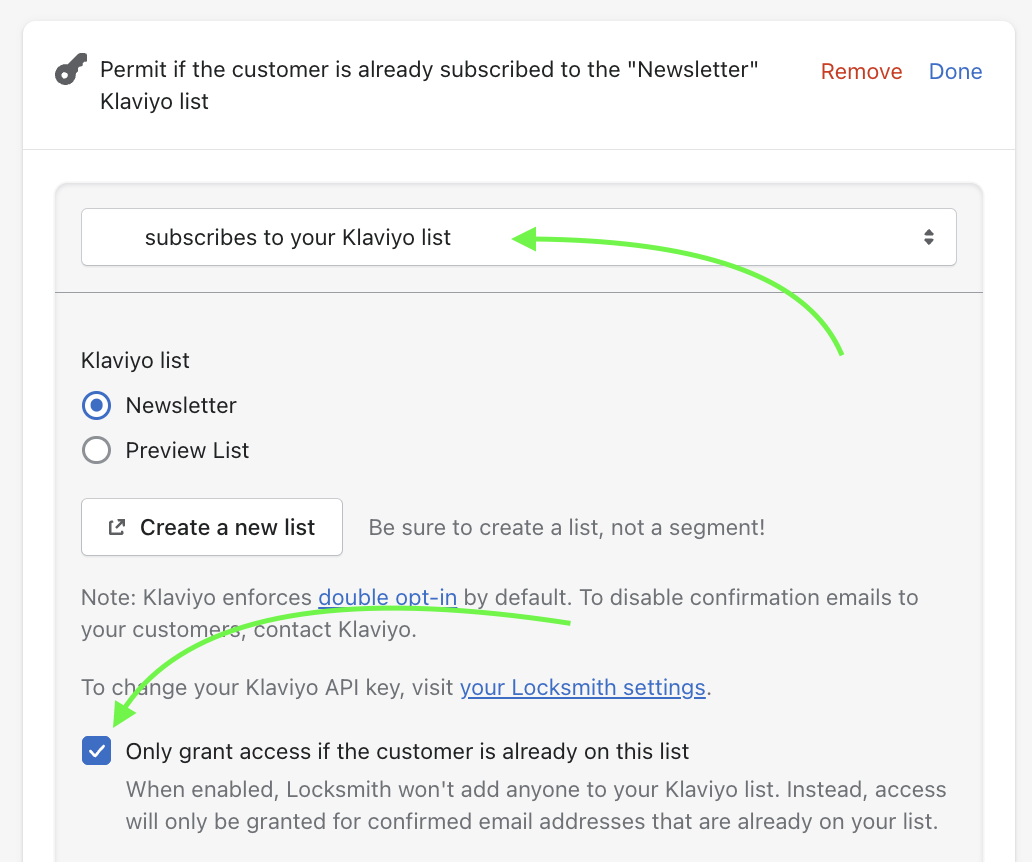 Permit if the customer is already subscribed to the "Newsletter"
Klaviyo list
Remove
Done
subscribes to your Klaviyo list
Klaviyo list
Newsletter
Preview List
Create a new list
Be sure to create a list, not a segment!
Note: Klaviyo enforces double opt-in by default. To disable confirmation emails to
your customers, contact Klaviyo.
To change your Klaviyo API key, visit your Locksmith settings.
Only grant access if the customer is already on this list
When enabled, Locksmith won't add anyone to your Klaviyo list. Instead, access
will only be granted for confirmed email addresses that are already on your list.